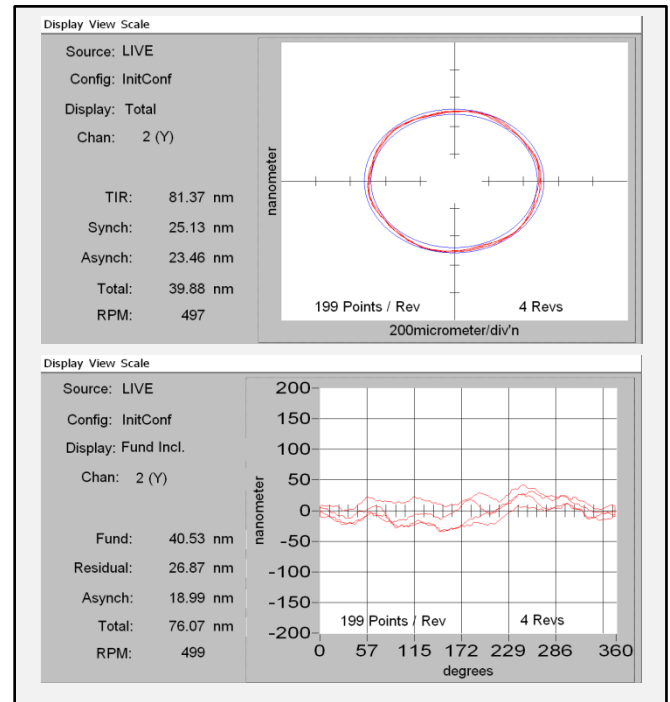 Display View Scale
Source: LIVE
Config: InitConf
Display: Total
Chan: 2 (Y)
TIR: 81.37 nm
Synch: 25.13 nm
Asynch: 23.46 nm
Total: 39.88 nm
RPM: 497
nanometer
199 Points / Rev 4 Revs
200micrometer/div'n
Display View Scale
Source: LIVE
Config: InitConf
Display: Fund Incl.
Chan: 2 (Y)
Fund: 40.53 nm
Residual: 26.87 nm
Asynch: 18.99 nm
Total: 76.07 nm
RPM: 499
nanometer
200
150
100
50
0
-50
-100
-150
-200
199 Points / Rev 4 Revs
0 57 115 172 229 286 360
degrees